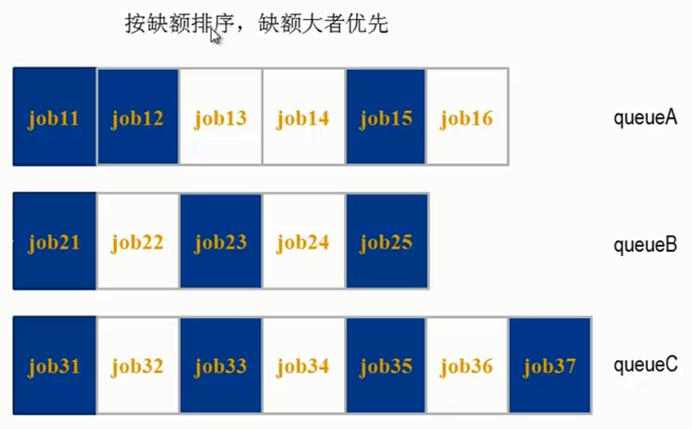 按缺额排序，缺额大者优先
job11 job12 job13 job14 job15 job16 queueA
job21 job22 job23 job24 job25 queueB
job31 job32 job33 job34 job35 job36 job37 queueC